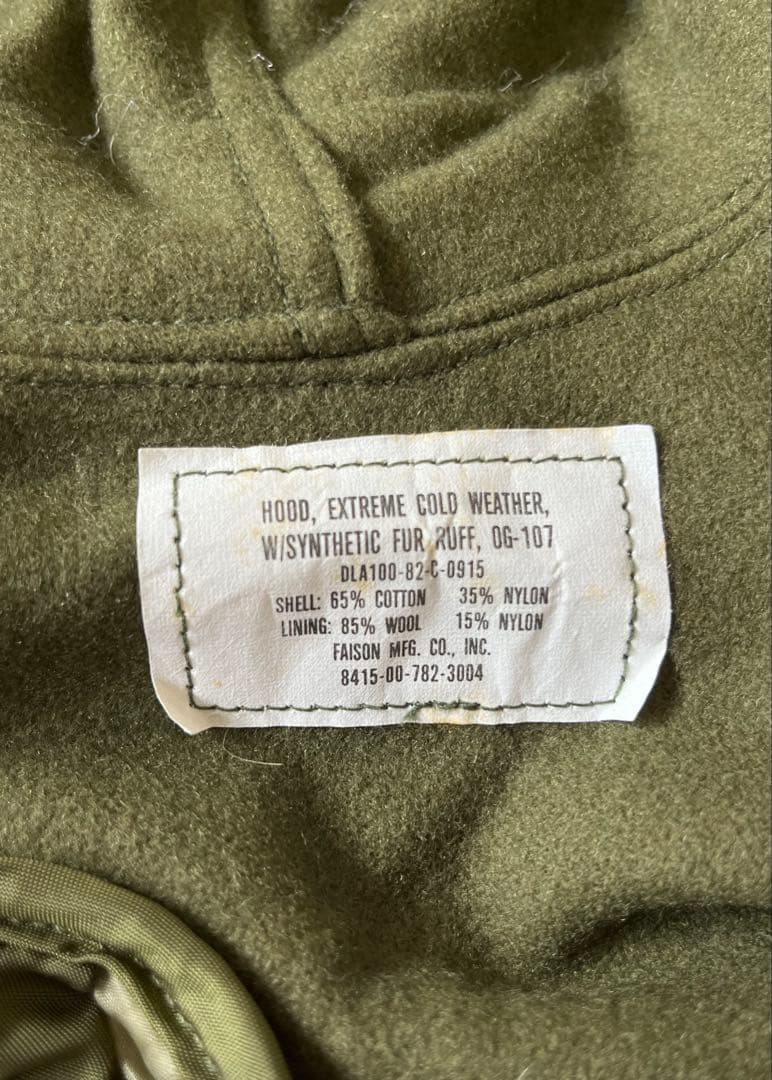 HOOD, EXTREME COLD WEATHER,
W/SYNTHETIC FUR RUFF, OG-107
DLA100-82-C-0915
SHELL: 65% COTTON 35% NYLON
LINING: 85% WOOL 15% NYLON
FAISON MFG. CO., INC.
8415-00-782-3004